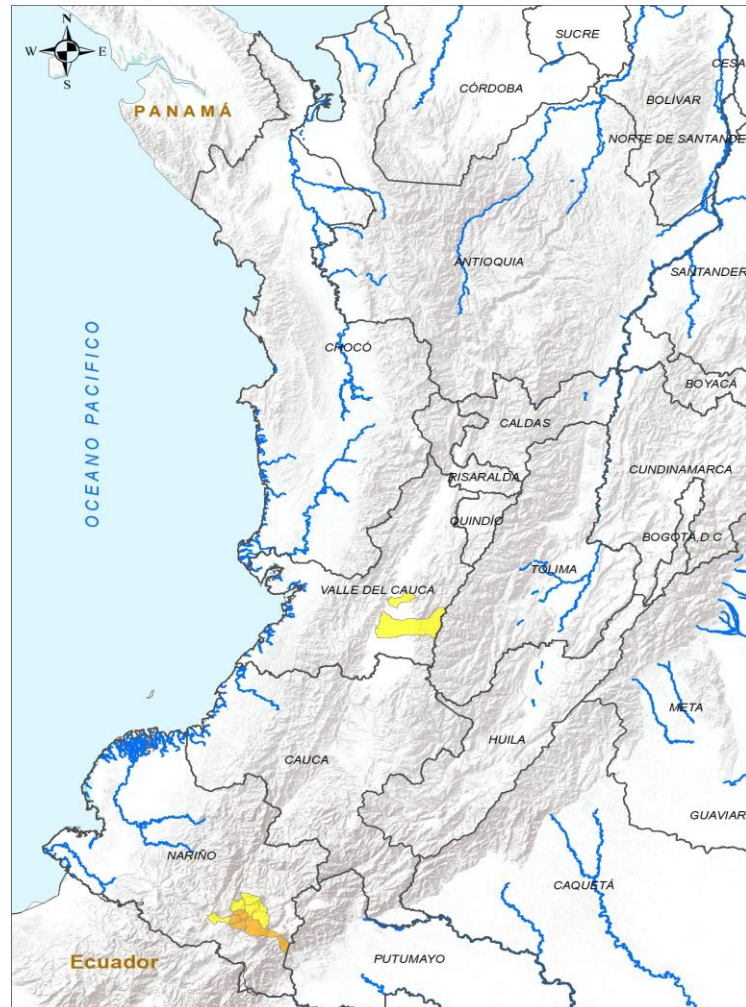 N
W E
S
SUCRE
CESA
CÓRDOBA
BOLÍVAR
PANAMÁ
NORTE DE SANTANDE
ANTIOQUIA
SANTANDER
CHOCÓ
OCEANO PACIFICO
BOYACÁ
CALDAS
CUNDINAMARCA
RISARALDA
QUINDÍO
BOGOTÁ, D.C
TOLIMA
VALLE DEL CAUCA
META
HUILA
CAUCA
GUAVIAR
NARIÑO
CAQUETÁ
Ecuador
PUTUMAYO